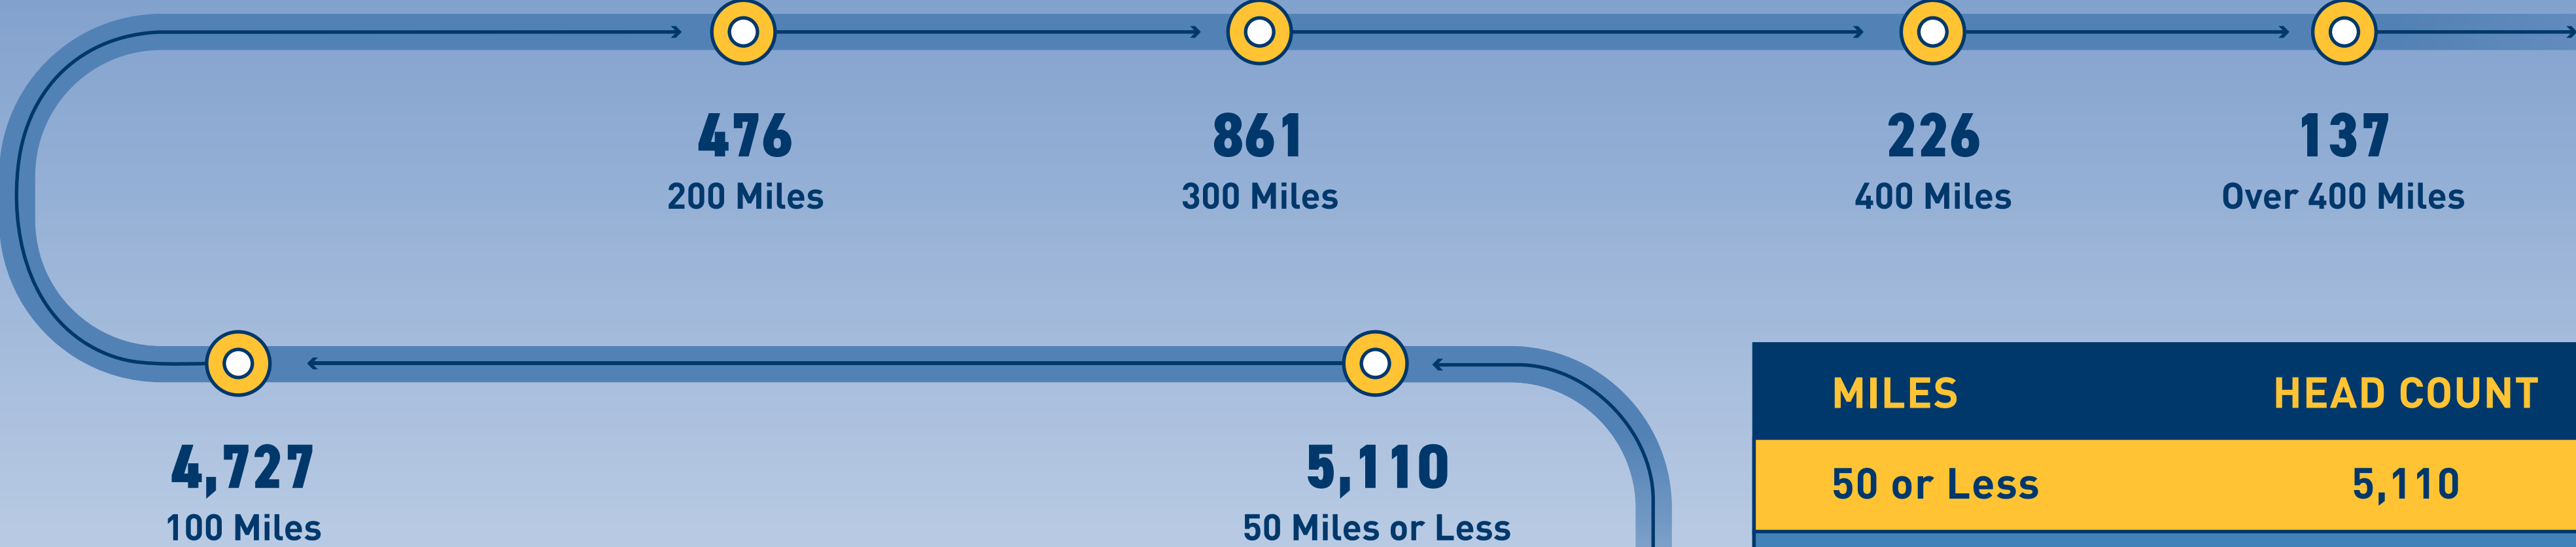 476
200 Miles
861
300 Miles
226
400 Miles
137
Over 400 Miles
4,727
100 Miles
5,110
50 Miles or Less
MILES HEAD COUNT
50 or Less 5,110